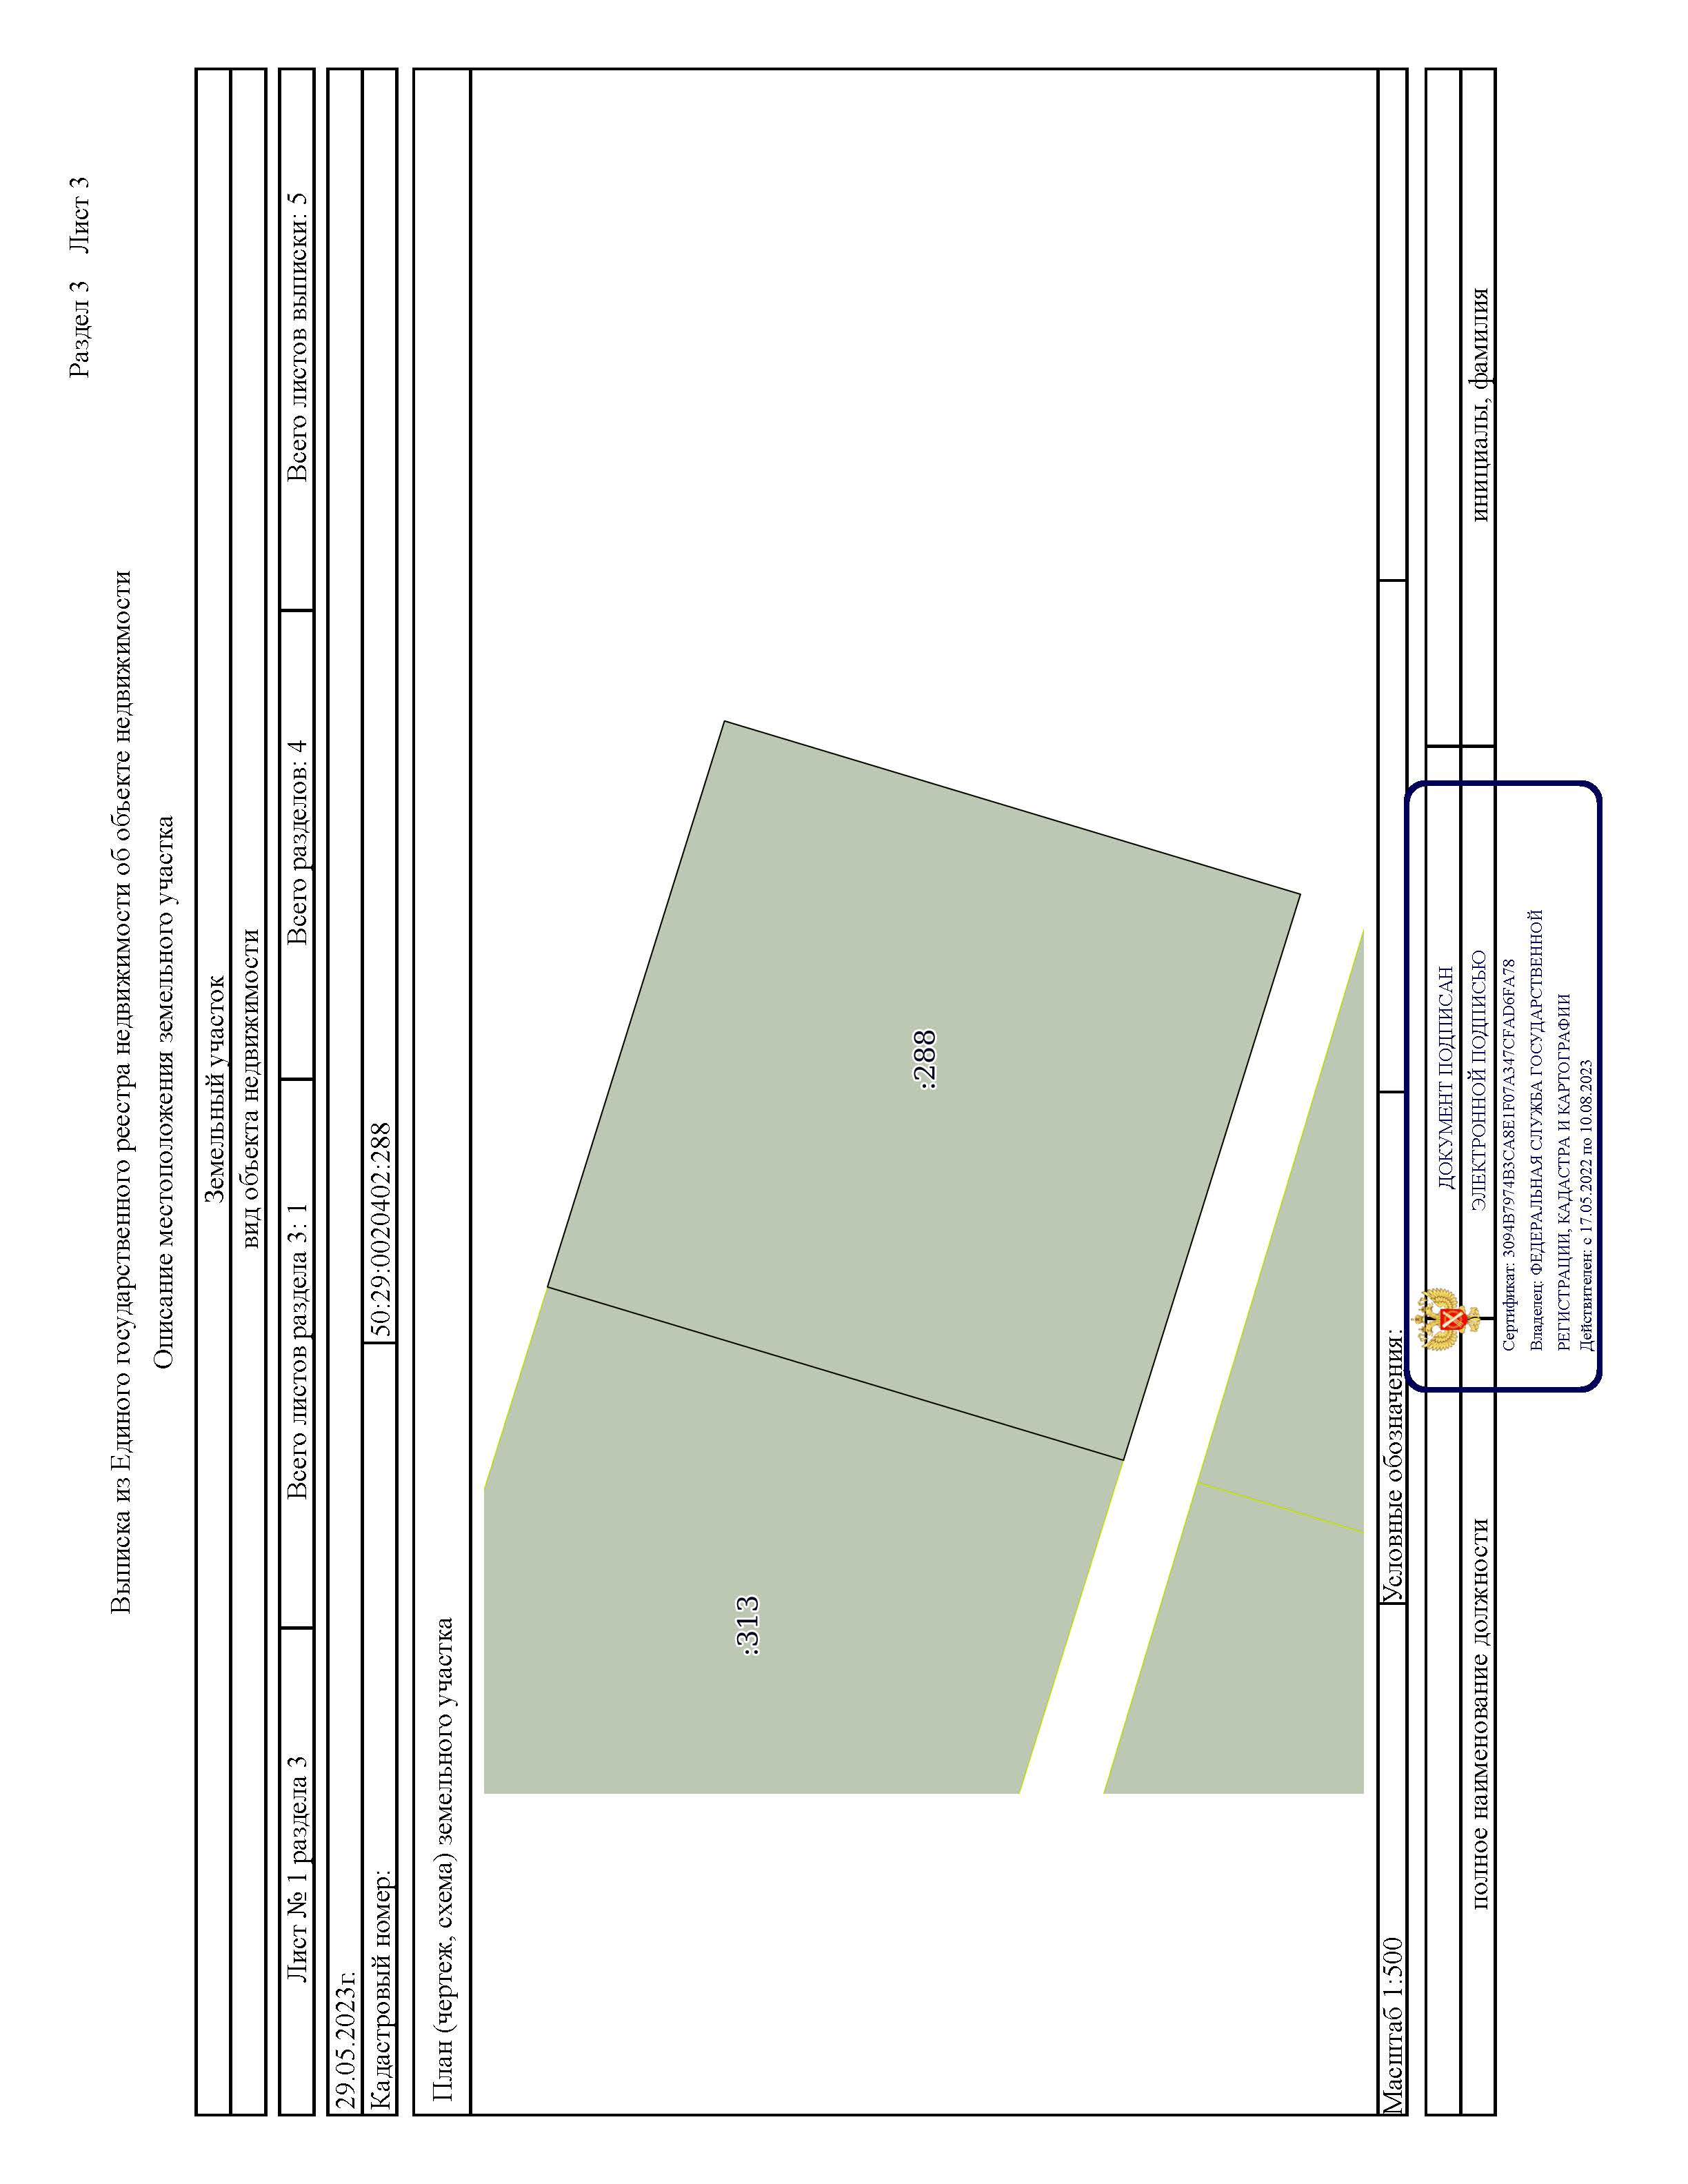 Раздел 3 Лист 3
Выписка из Единого государственного реестра недвижимости об объекте недвижимости
Описание местоположения земельного участка
Земельный участок
вид объекта недвижимости
Лист № 1 раздела 3 Всего листов раздела 3: 1 Всего разделов: 4 Всего листов выписки: 5
29.05.2023г.
Кадастровый номер: 50:29:0020402:288
План (чертеж, схема) земельного участка
:313
:288
Масштаб 1:500 Условные обозначения:
полное наименование должности инициалы, фамилия
ДОКУМЕНТ ПОДПИСАН
ЭЛЕКТРОННОЙ ПОДПИСЬЮ
Сертификат: 3094B7974B3CA8E1F07A347CFAD6FA78
Владелец: ФЕДЕРАЛЬНАЯ СЛУЖБА ГОСУДАРСТВЕННОЙ
РЕГИСТРАЦИИ, КАДАСТРА И КАРТОГРАФИИ
Действителен: с 17.05.2022 по 10.08.2023